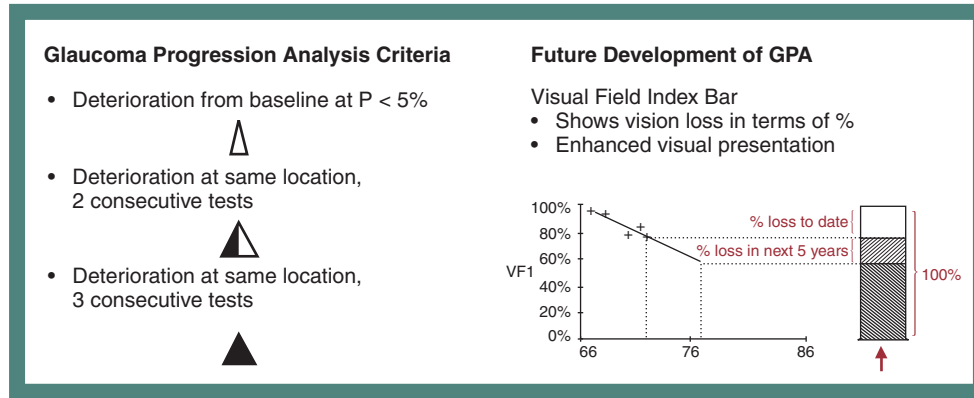 Glaucoma Progression Analysis Criteria
• Deterioration from baseline at P < 5%
• Deterioration at same location,
2 consecutive tests
• Deterioration at same location,
3 consecutive tests
Future Development of GPA
Visual Field Index Bar
• Shows vision loss in terms of %
• Enhanced visual presentation
100%
80%
60%
40%
20%
0%
VF1
66
76
86
% loss to date
% loss in next 5 years
100%